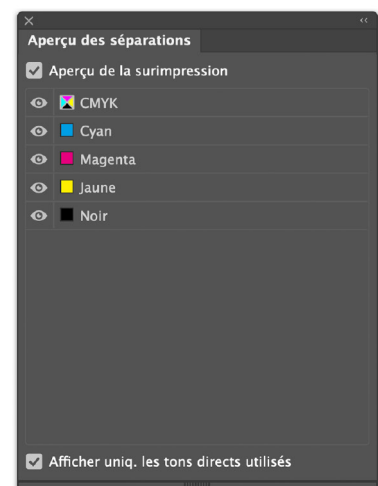 Aperçu des séparations
Aperçu de la surimpression
CMYK
Cyan
Magenta
Jaune
Noir
Afficher uniq. les tons directs utilisés